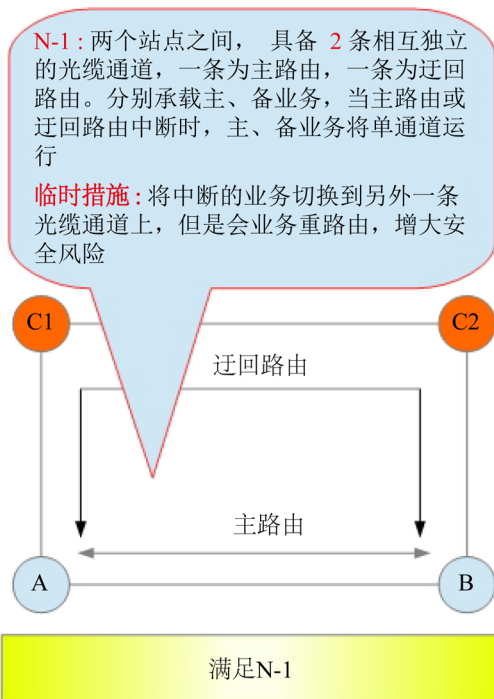 N-1 : 两个站点之间， 具备 2 条相互独立
的光缆通道，一条为主路由，一条为迂回
路由。分别承载主、备业务，当主路由或
迂回路由中断时，主、备业务将单通道运
行
临时措施 : 将中断的业务切换到另外一条
光缆通道上，但是会业务重路由，增大安
全风险
C1
C2
迂回路由
主路由
A
B
满足N-1